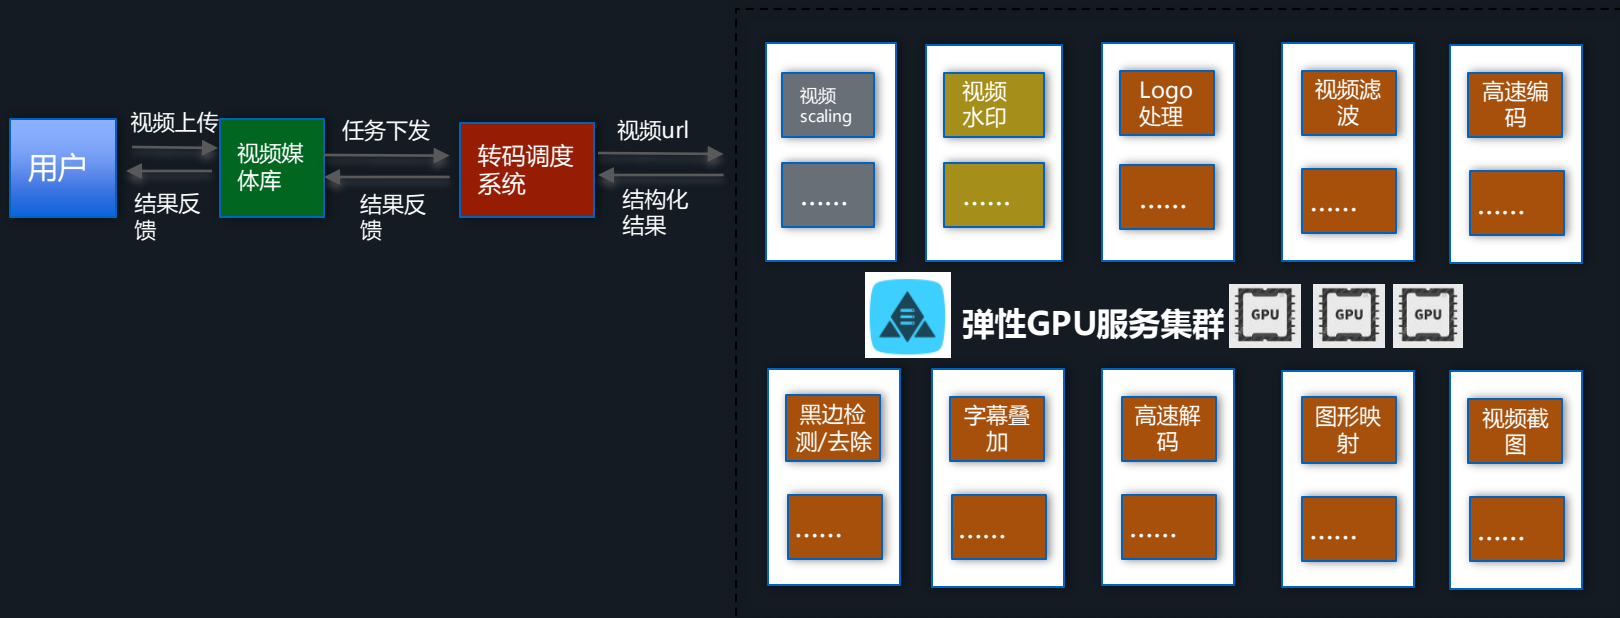 用户
视频上传
结果反
馈
视频媒
体库
任务下发
结果反
馈
转码调度
系统
视频url
结构化
结果
视频
scaling
......
视频
水印
......
Logo
处理
......
视频滤
波
......
高速编
码
......
弹性GPU服务集群
GPU
GPU
GPU
黑边检
测/去除
......
字幕叠
加
......
高速解
码
......
图形映
射
......
视频截
图
......